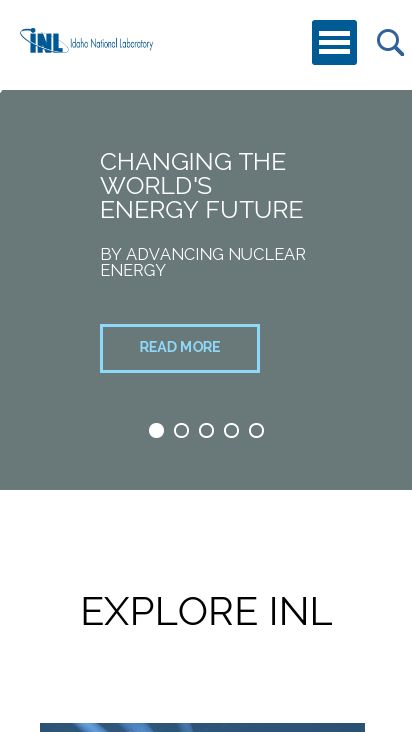 INL Idaho National Laboratory
CHANGING THE
WORLD'S
ENERGY FUTURE
BY ADVANCING NUCLEAR
ENERGY
READ MORE
EXPLORE INL